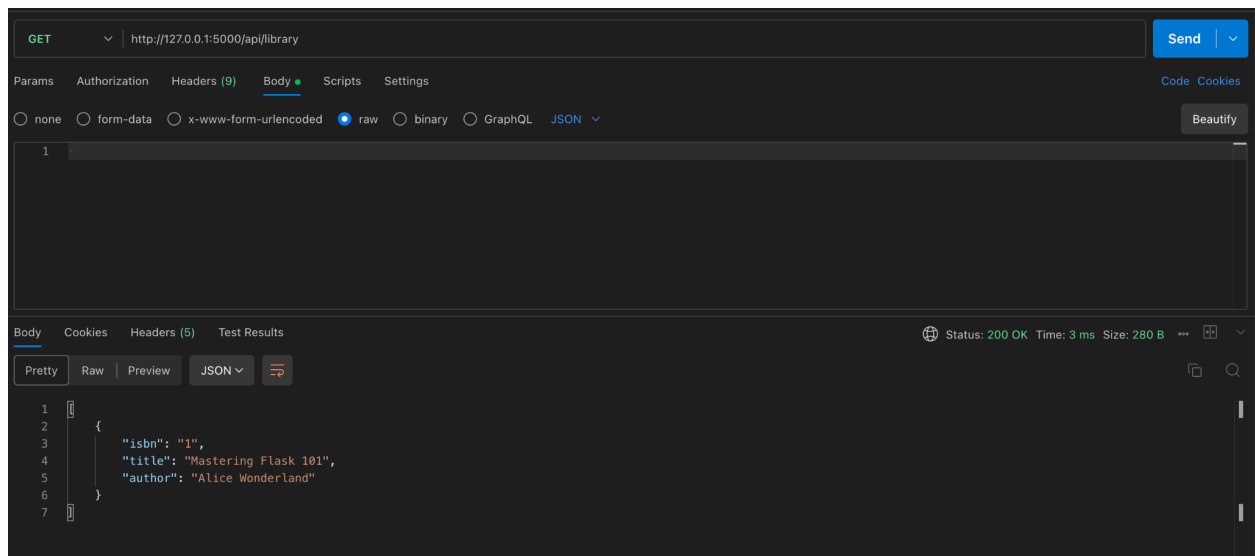 GET http://127.0.0.1:5000/api/library Send
Params Authorization Headers (9) Body Scripts Settings Code Cookies
none form-data x-www-form-urlencoded raw binary GraphQL JSON Beautify
1
Body Cookies Headers (5) Test Results Status: 200 OK Time: 3 ms Size: 280 B
Pretty Raw Preview JSON
1 [
2 {
3 "isbn": "1",
4 "title": "Mastering Flask 101",
5 "author": "Alice Wonderland"
6 }
7 ]